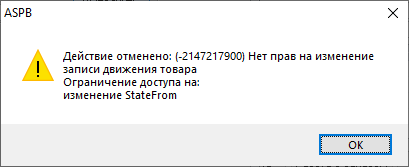 ASPB
Действие отменено: (-2147217900) Нет прав на изменение
записи движения товара
Ограничение доступа на:
изменение StateFrom
OK